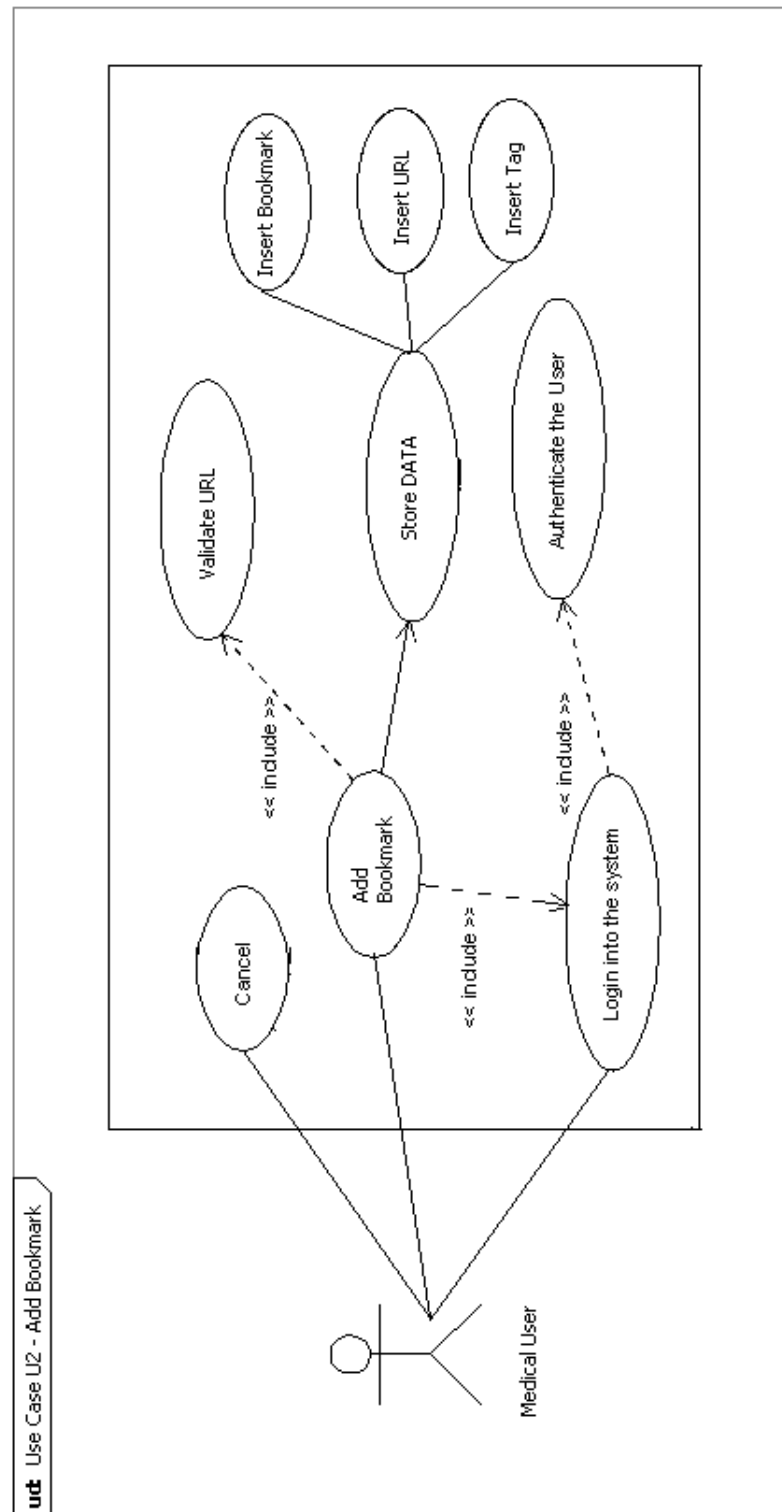 ud: Use Case U2 - Add Bookmark
Medical User
Cancel
Add
Bookmark
Login into the system
<< include >>
<< include >>
<< include >>
Validate URL
Store DATA
Authenticate the User
Insert Bookmark
Insert URL
Insert Tag